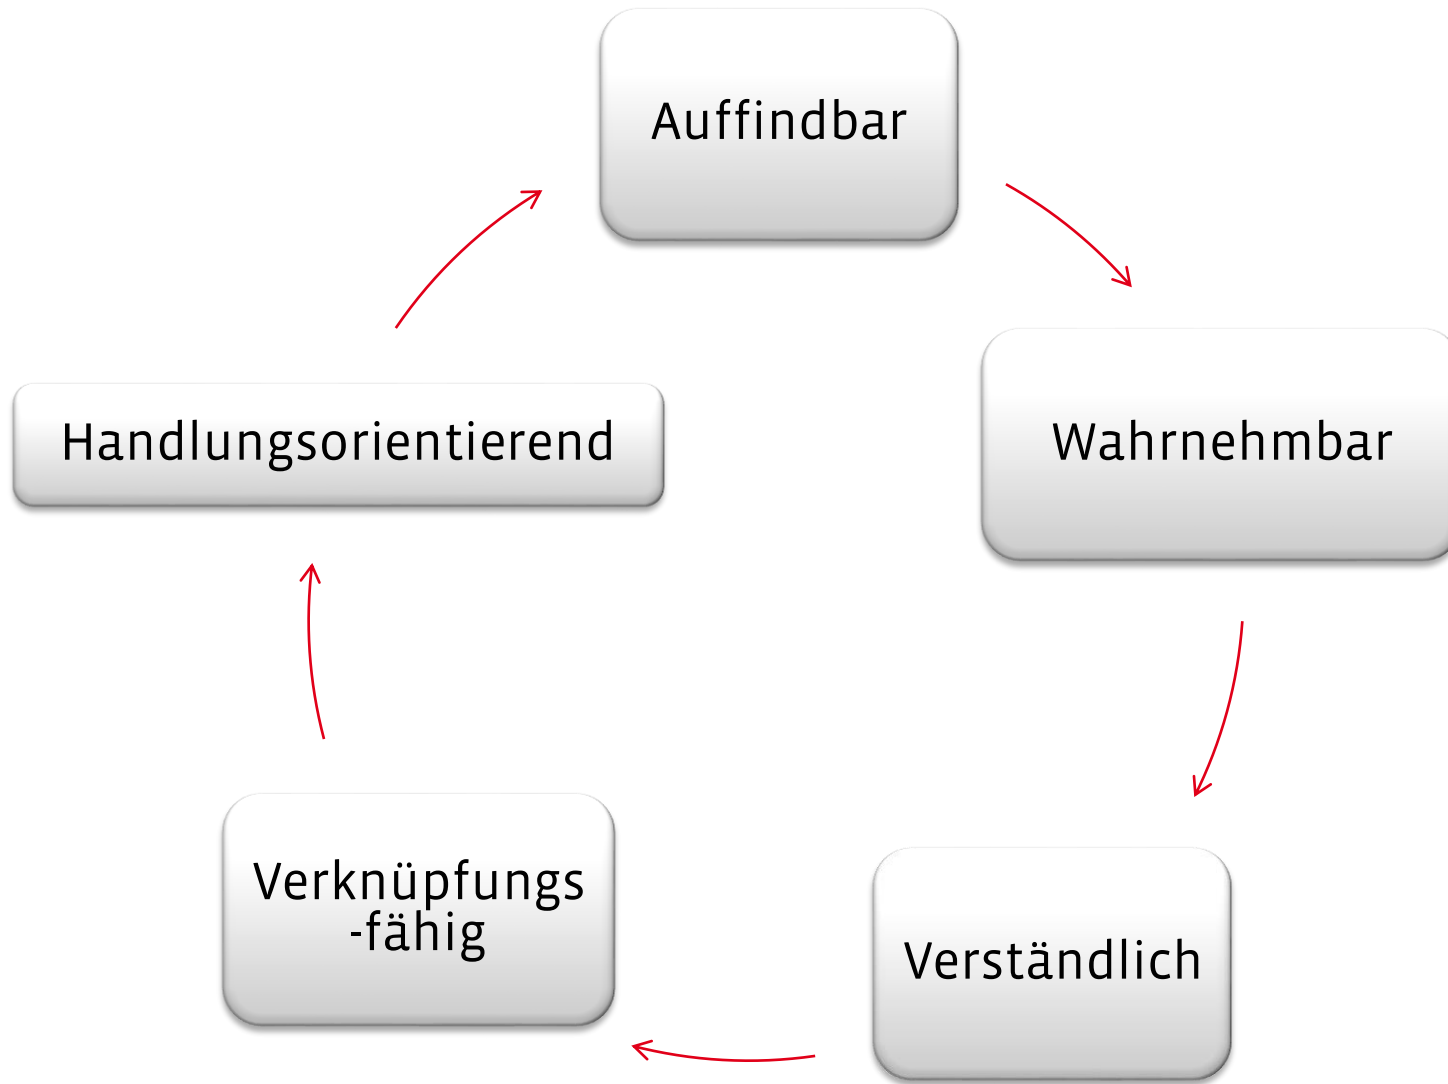 Auffindbar
Wahrnehmbar
Verständlich
Verknüpfungs
-fähig
Handlungsorientierend